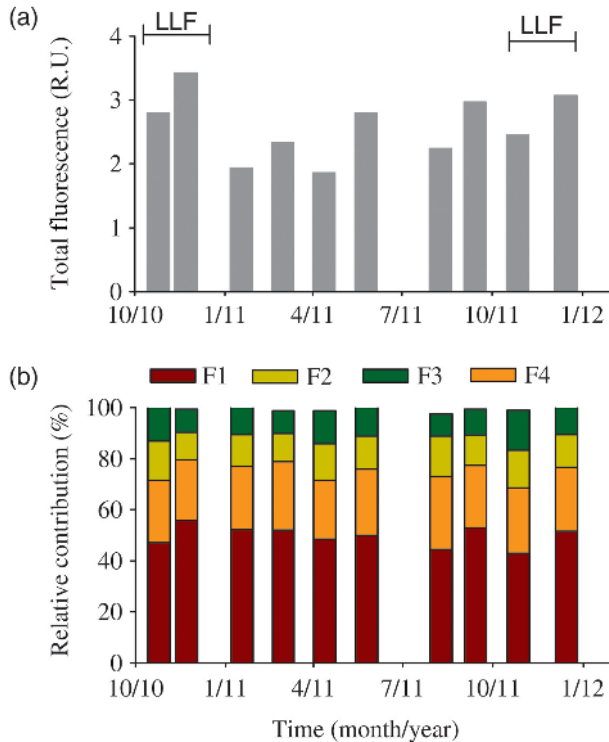 (a)
LLF
LLF
Total fluorescence (R.U.)
4
3
2
1
0
10/10 1/11 4/11 7/11 10/11 1/12
(b)
F1 F2 F3 F4
Relative contribution (%)
100
80
60
40
20
0
10/10 1/11 4/11 7/11 10/11 1/12
Time (month/year)